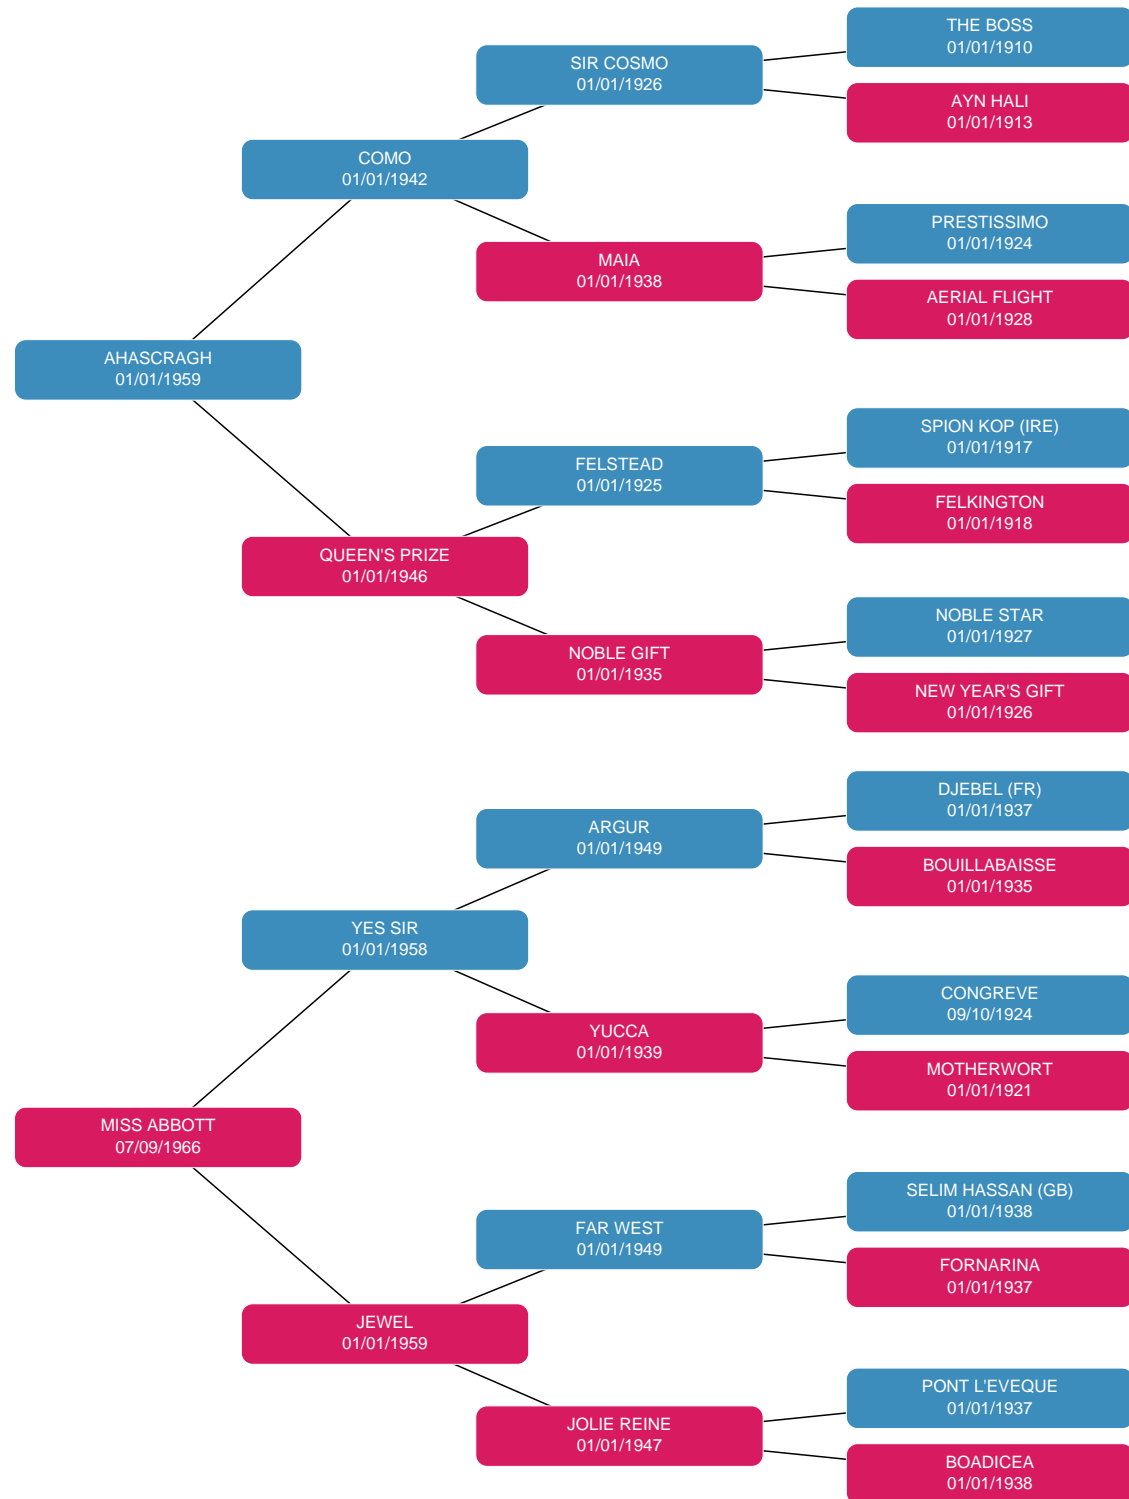 THE BOSS
01/01/1910
SIR COSMO
01/01/1926
AYN HALI
01/01/1913
COMO
01/01/1942
PRESTISSIMO
01/01/1924
MAIA
01/01/1938
AERIAL FLIGHT
01/01/1928
AHASCRAGH
01/01/1959
SPION KOP (IRE)
01/01/1917
FELSTEAD
01/01/1925
FELKINGTON
01/01/1918
QUEEN'S PRIZE
01/01/1946
NOBLE STAR
01/01/1927
NOBLE GIFT
01/01/1935
NEW YEAR'S GIFT
01/01/1926
DJEBEL (FR)
01/01/1937
ARGUR
01/01/1949
BOUILLABAISSE
01/01/1935
YES SIR
01/01/1958
CONGREVE
09/10/1924
YUCCA
01/01/1939
MOTHERWORT
01/01/1921
MISS ABBOTT
07/09/1966
SELIM HASSAN (GB)
01/01/1938
FAR WEST
01/01/1949
FORNARINA
01/01/1937
JEWEL
01/01/1959
PONT L'EVEQUE
01/01/1937
JOLIE REINE
01/01/1947
BOADICEA
01/01/1938